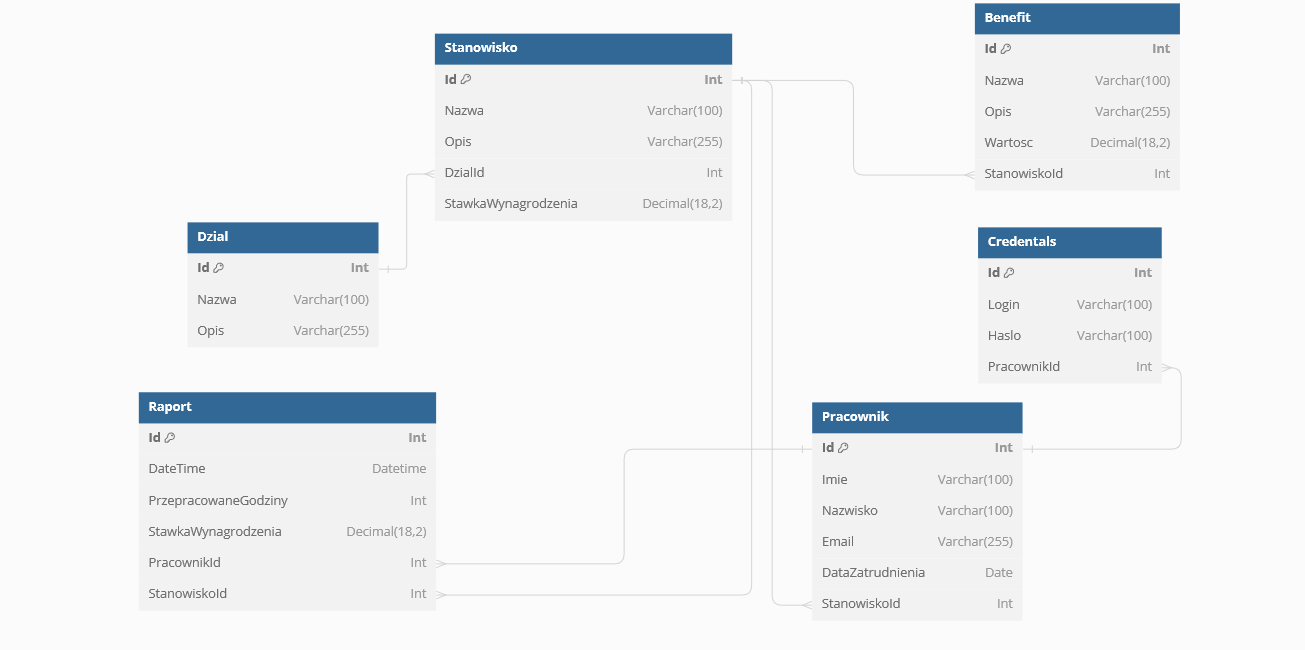 Benefit
Id Int
Nazwa Varchar(100)
Opis Varchar(255)
Wartosc Decimal(18,2)
StanowiskoId Int
Stanowisko
Id Int
Nazwa Varchar(100)
Opis Varchar(255)
DzialId Int
StawkaWynagrodzenia Decimal(18,2)
Dzial
Id Int
Nazwa Varchar(100)
Opis Varchar(255)
Credentals
Id Int
Login Varchar(100)
Haslo Varchar(100)
PracownikId Int
Raport
Id Int
DateTime Datetime
PrzepracowaneGodziny Int
StawkaWynagrodzenia Decimal(18,2)
PracownikId Int
StanowiskoId Int
Pracownik
Id Int
Imie Varchar(100)
Nazwisko Varchar(100)
Email Varchar(255)
DataZatrudnienia Date
StanowiskoId Int